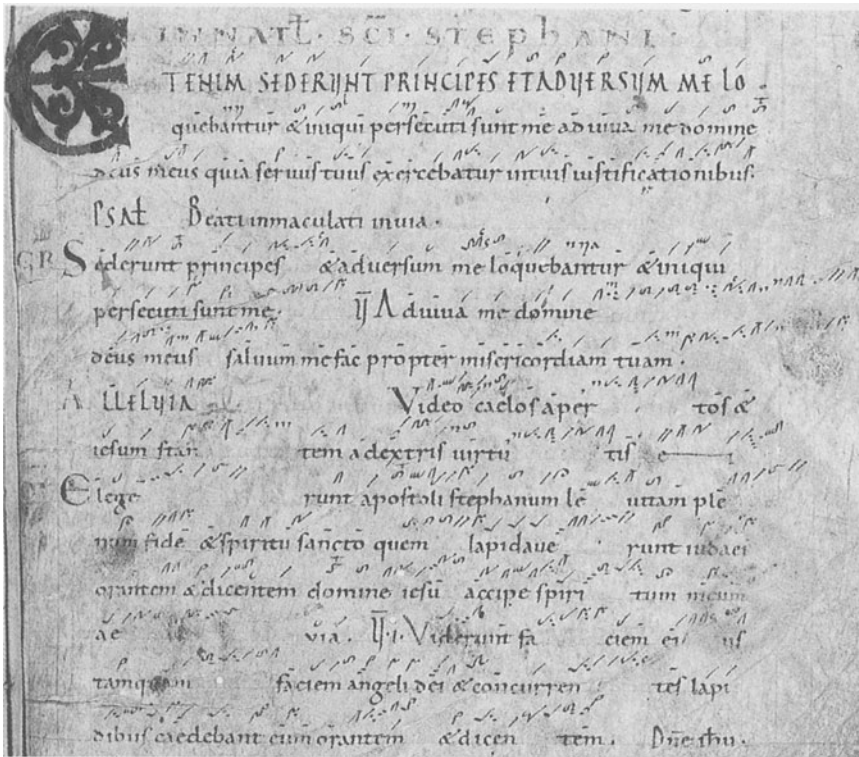 IN NAT̄L · SC̄I · STEPHANI ·
ETENIM SEDERUNT PRINCIPES ET ADVERSUM ME LO
quebantur & iniqui persecuti sunt me adiuua me domine
deus meus quia seruus tuus exercebatur in tuis iustificationibus.
PSAL̄ Beati inmaculati in uia ·
GR̄ Sederunt principes & aduersum me loquebantur & iniqui
persecuti sunt me. V̄ Adiuua me domine
deus meus saluum me fac propter misericordiam tuam ·
ALLELUIA Video caelos aper tos &
iesum stan tem a dextris uirtu tis e i
Elege runt apostoli stephanum le uitam ple
num fide & spiritu sancto quem lapidaue runt iudaei
orantem & dicentem domine iesu accipe spiri tum meum
ae uia. V̄ · I · Viderunt fa ciem ei us
tamquam faciem angeli dei & concurren tes lapi
dibus caedebant eum orantem & dicen tem. Dn̄e ih̄u ·